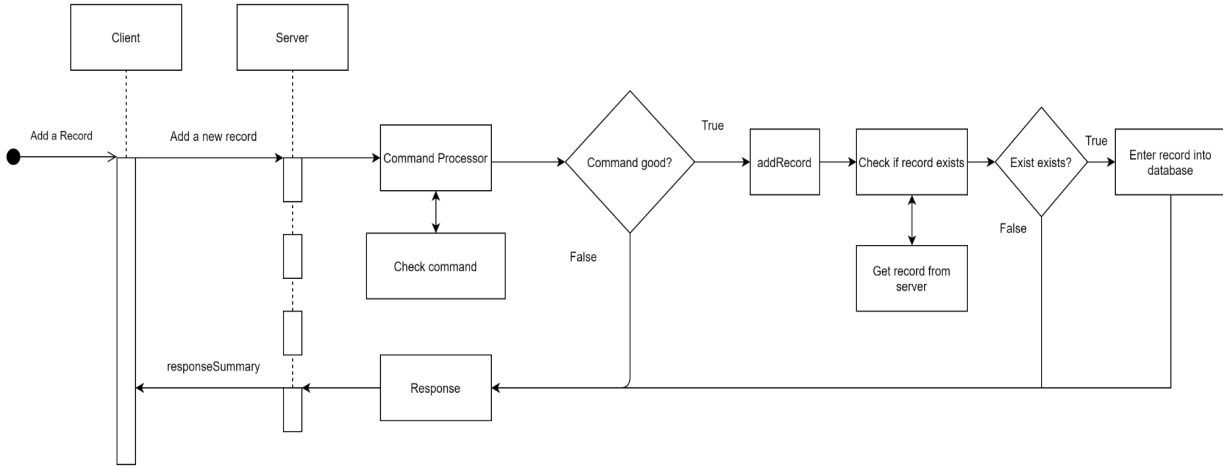 Client
Server
Add a Record
Add a new record
Command Processor
Command good?
True
addRecord
Check if record exists
Exist exists?
True
Enter record into
database
Check command
False
False
Get record from
server
responseSummary
Response